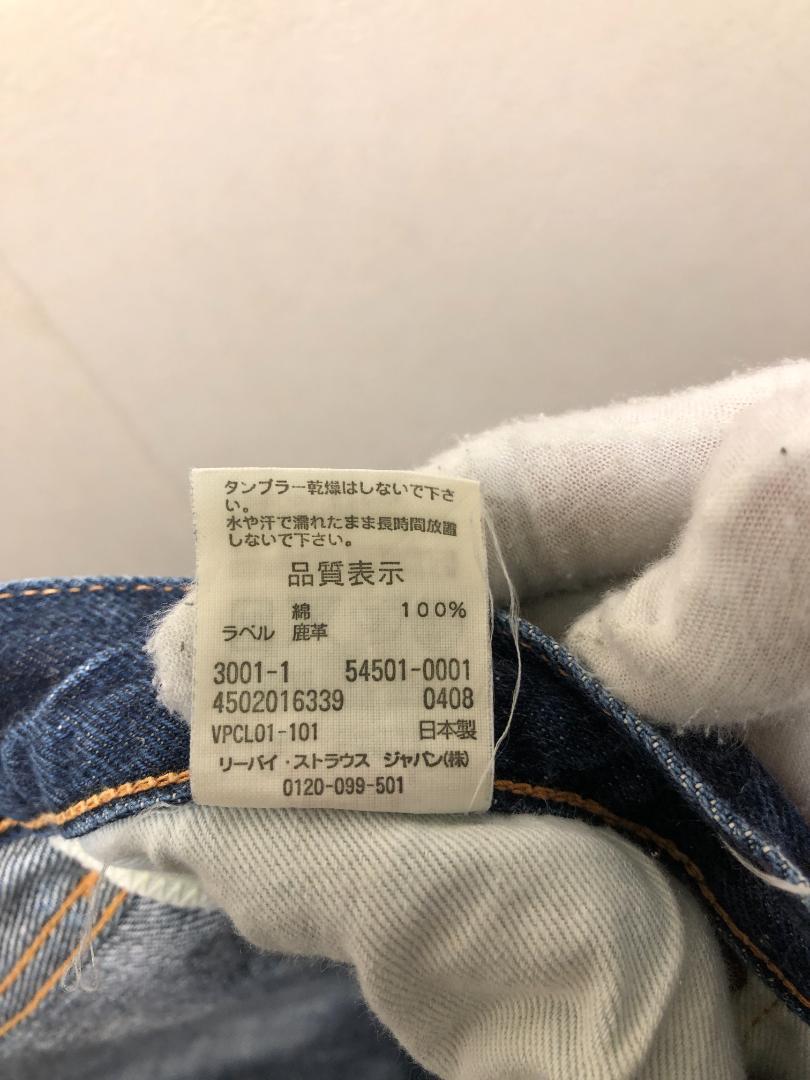 タンブラー乾燥はしないで下さ
い。
水や汗で濡れたまま長時間放置
しないで下さい。
品質表示
綿 100%
ラベル 鹿革
3001-1 54501-0001
4502016339 0408
VPCL01-101 日本製
リーバイ・ストラウス ジャパン(株)
0120-099-501